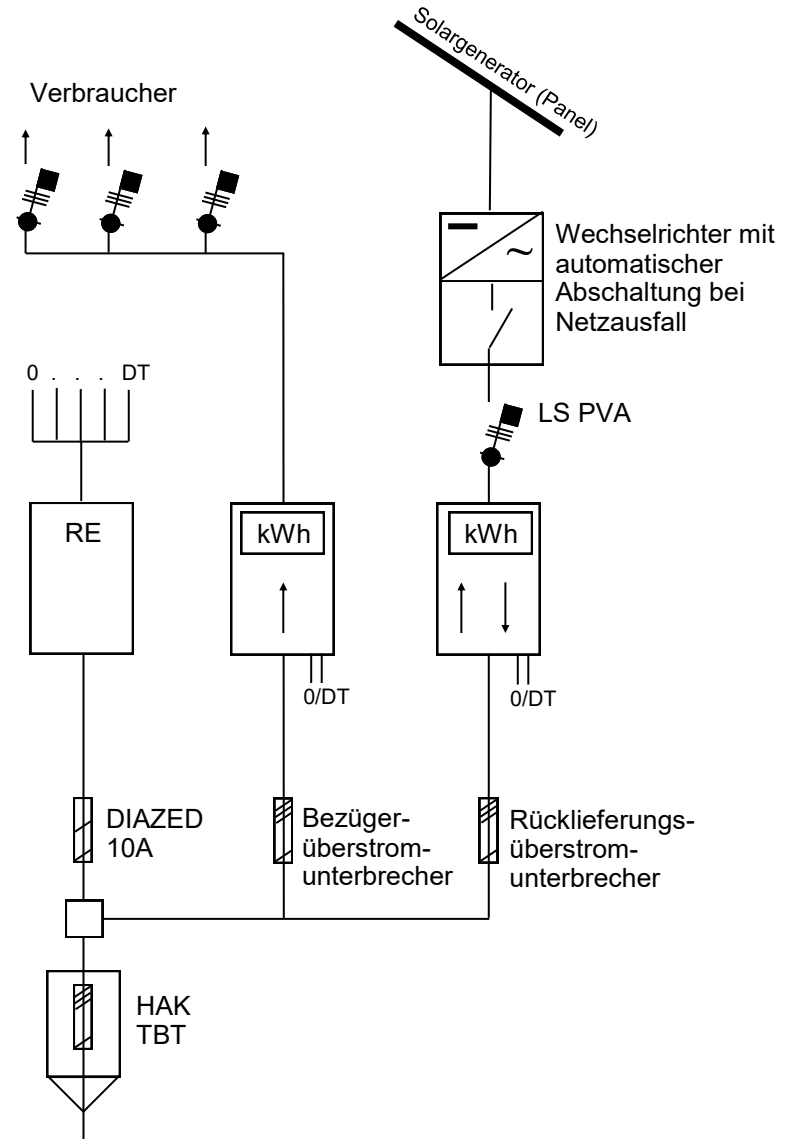 Solargenerator (Panel)
Verbraucher
Wechselrichter mit
automatischer
Abschaltung bei
Netzausfall
0 . . . DT
LS PVA
RE
kWh
kWh
0/DT
0/DT
DIAZED
10A
Bezüger-
überstrom-
unterbrecher
Rücklieferungs-
überstrom-
unterbrecher
HAK
TBT